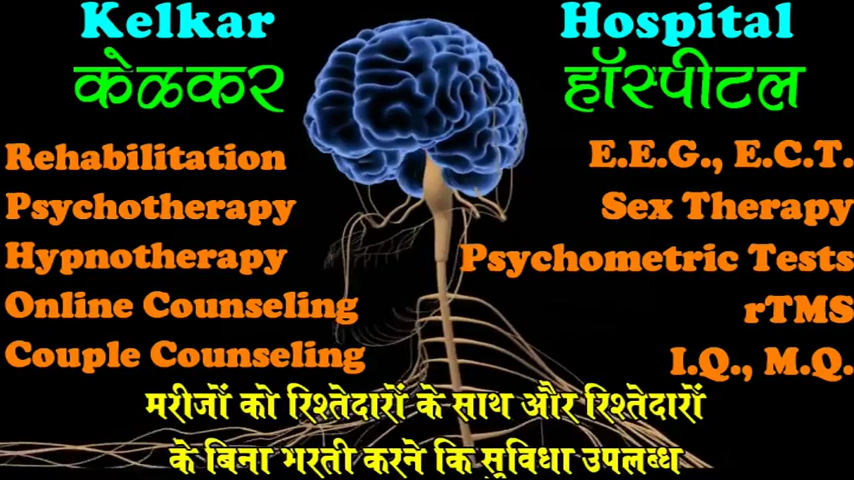 Kelkar Hospital
केळकर हॉस्पीटल
Rehabilitation
Psychotherapy
Hypnotherapy
Online Counseling
Couple Counseling
E.E.G., E.C.T.
Sex Therapy
Psychometric Tests
rTMS
I.Q., M.Q.
मरीजों को रिश्तेदारों के साथ और रिश्तेदारों
के बिना भरती करने कि सुविधा उपलब्ध